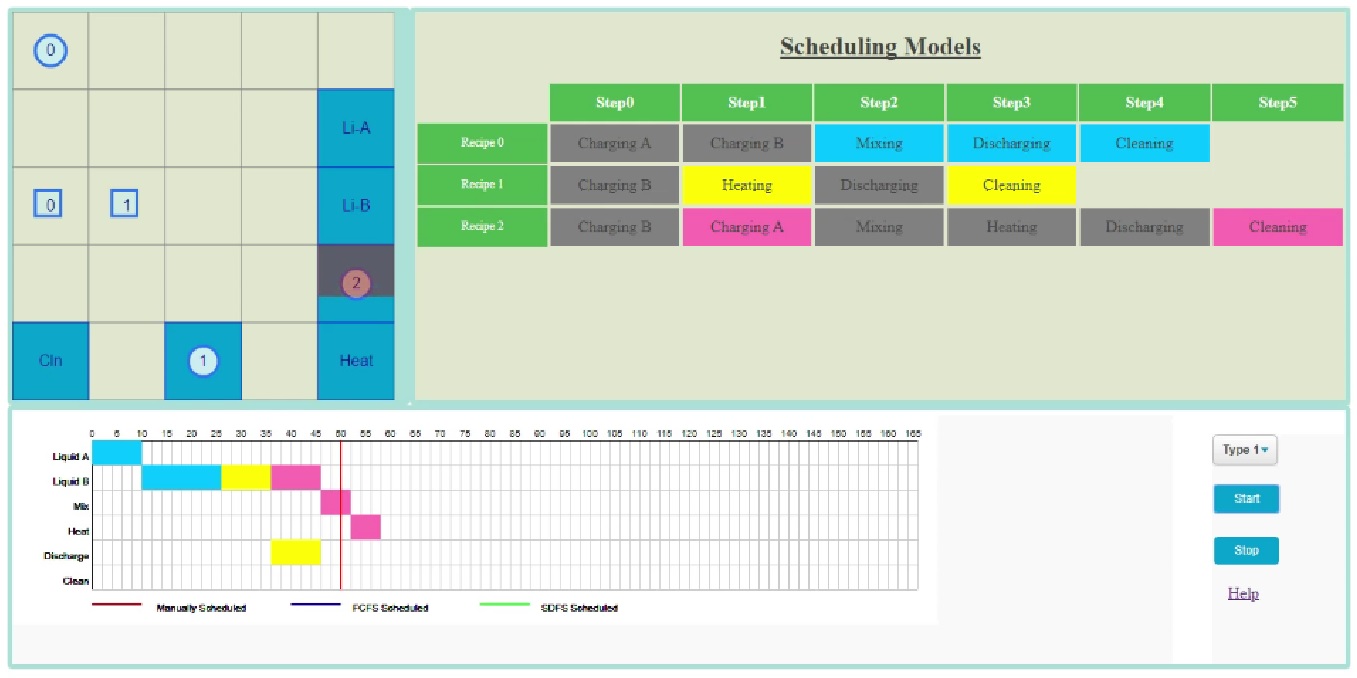 0
Li-A
0 1 Li-B
2
Cln 1 Heat
Scheduling Models
Step0 Step1 Step2 Step3 Step4 Step5
Recipe 0 Charging A Charging B Mixing Discharging Cleaning
Recipe 1 Charging B Heating Discharging Cleaning
Recipe 2 Charging B Charging A Mixing Heating Discharging Cleaning
0 5 10 15 20 25 30 35 40 45 50 55 60 65 70 75 80 85 90 95 100 105 110 115 120 125 130 135 140 145 150 155 160 165
Liquid A
Liquid B
Mix
Heat
Discharge
Clean
Manually Scheduled FCFS Scheduled SDFS Scheduled
Type 1
Start
Stop
Help